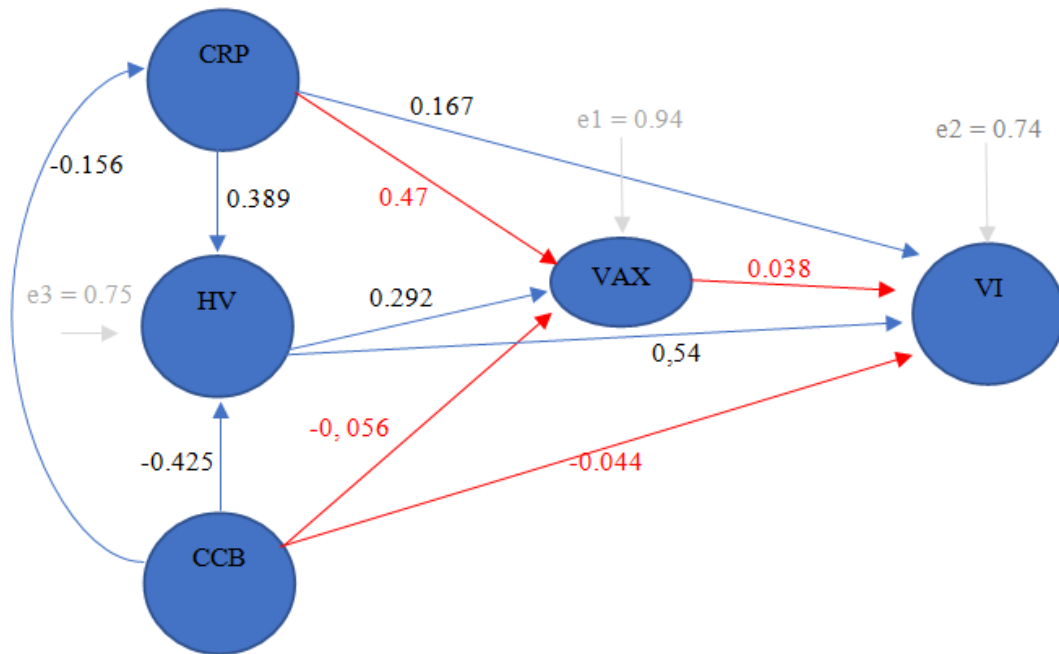 CRP
0.167
e1 = 0.94
e2 = 0.74
-0.156
0.389
0.47
e3 = 0.75
HV
0.292
VAX
0.038
VI
0,54
-0, 056
-0.425
-0.044
CCB